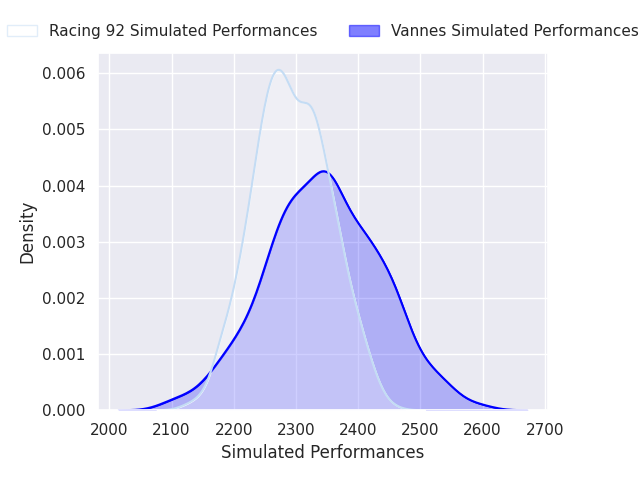 Racing 92 Simulated Performances Vannes Simulated Performances
0.006
0.005
0.004
0.003
0.002
0.001
0.000
Density
2000 2100 2200 2300 2400 2500 2600 2700
Simulated Performances